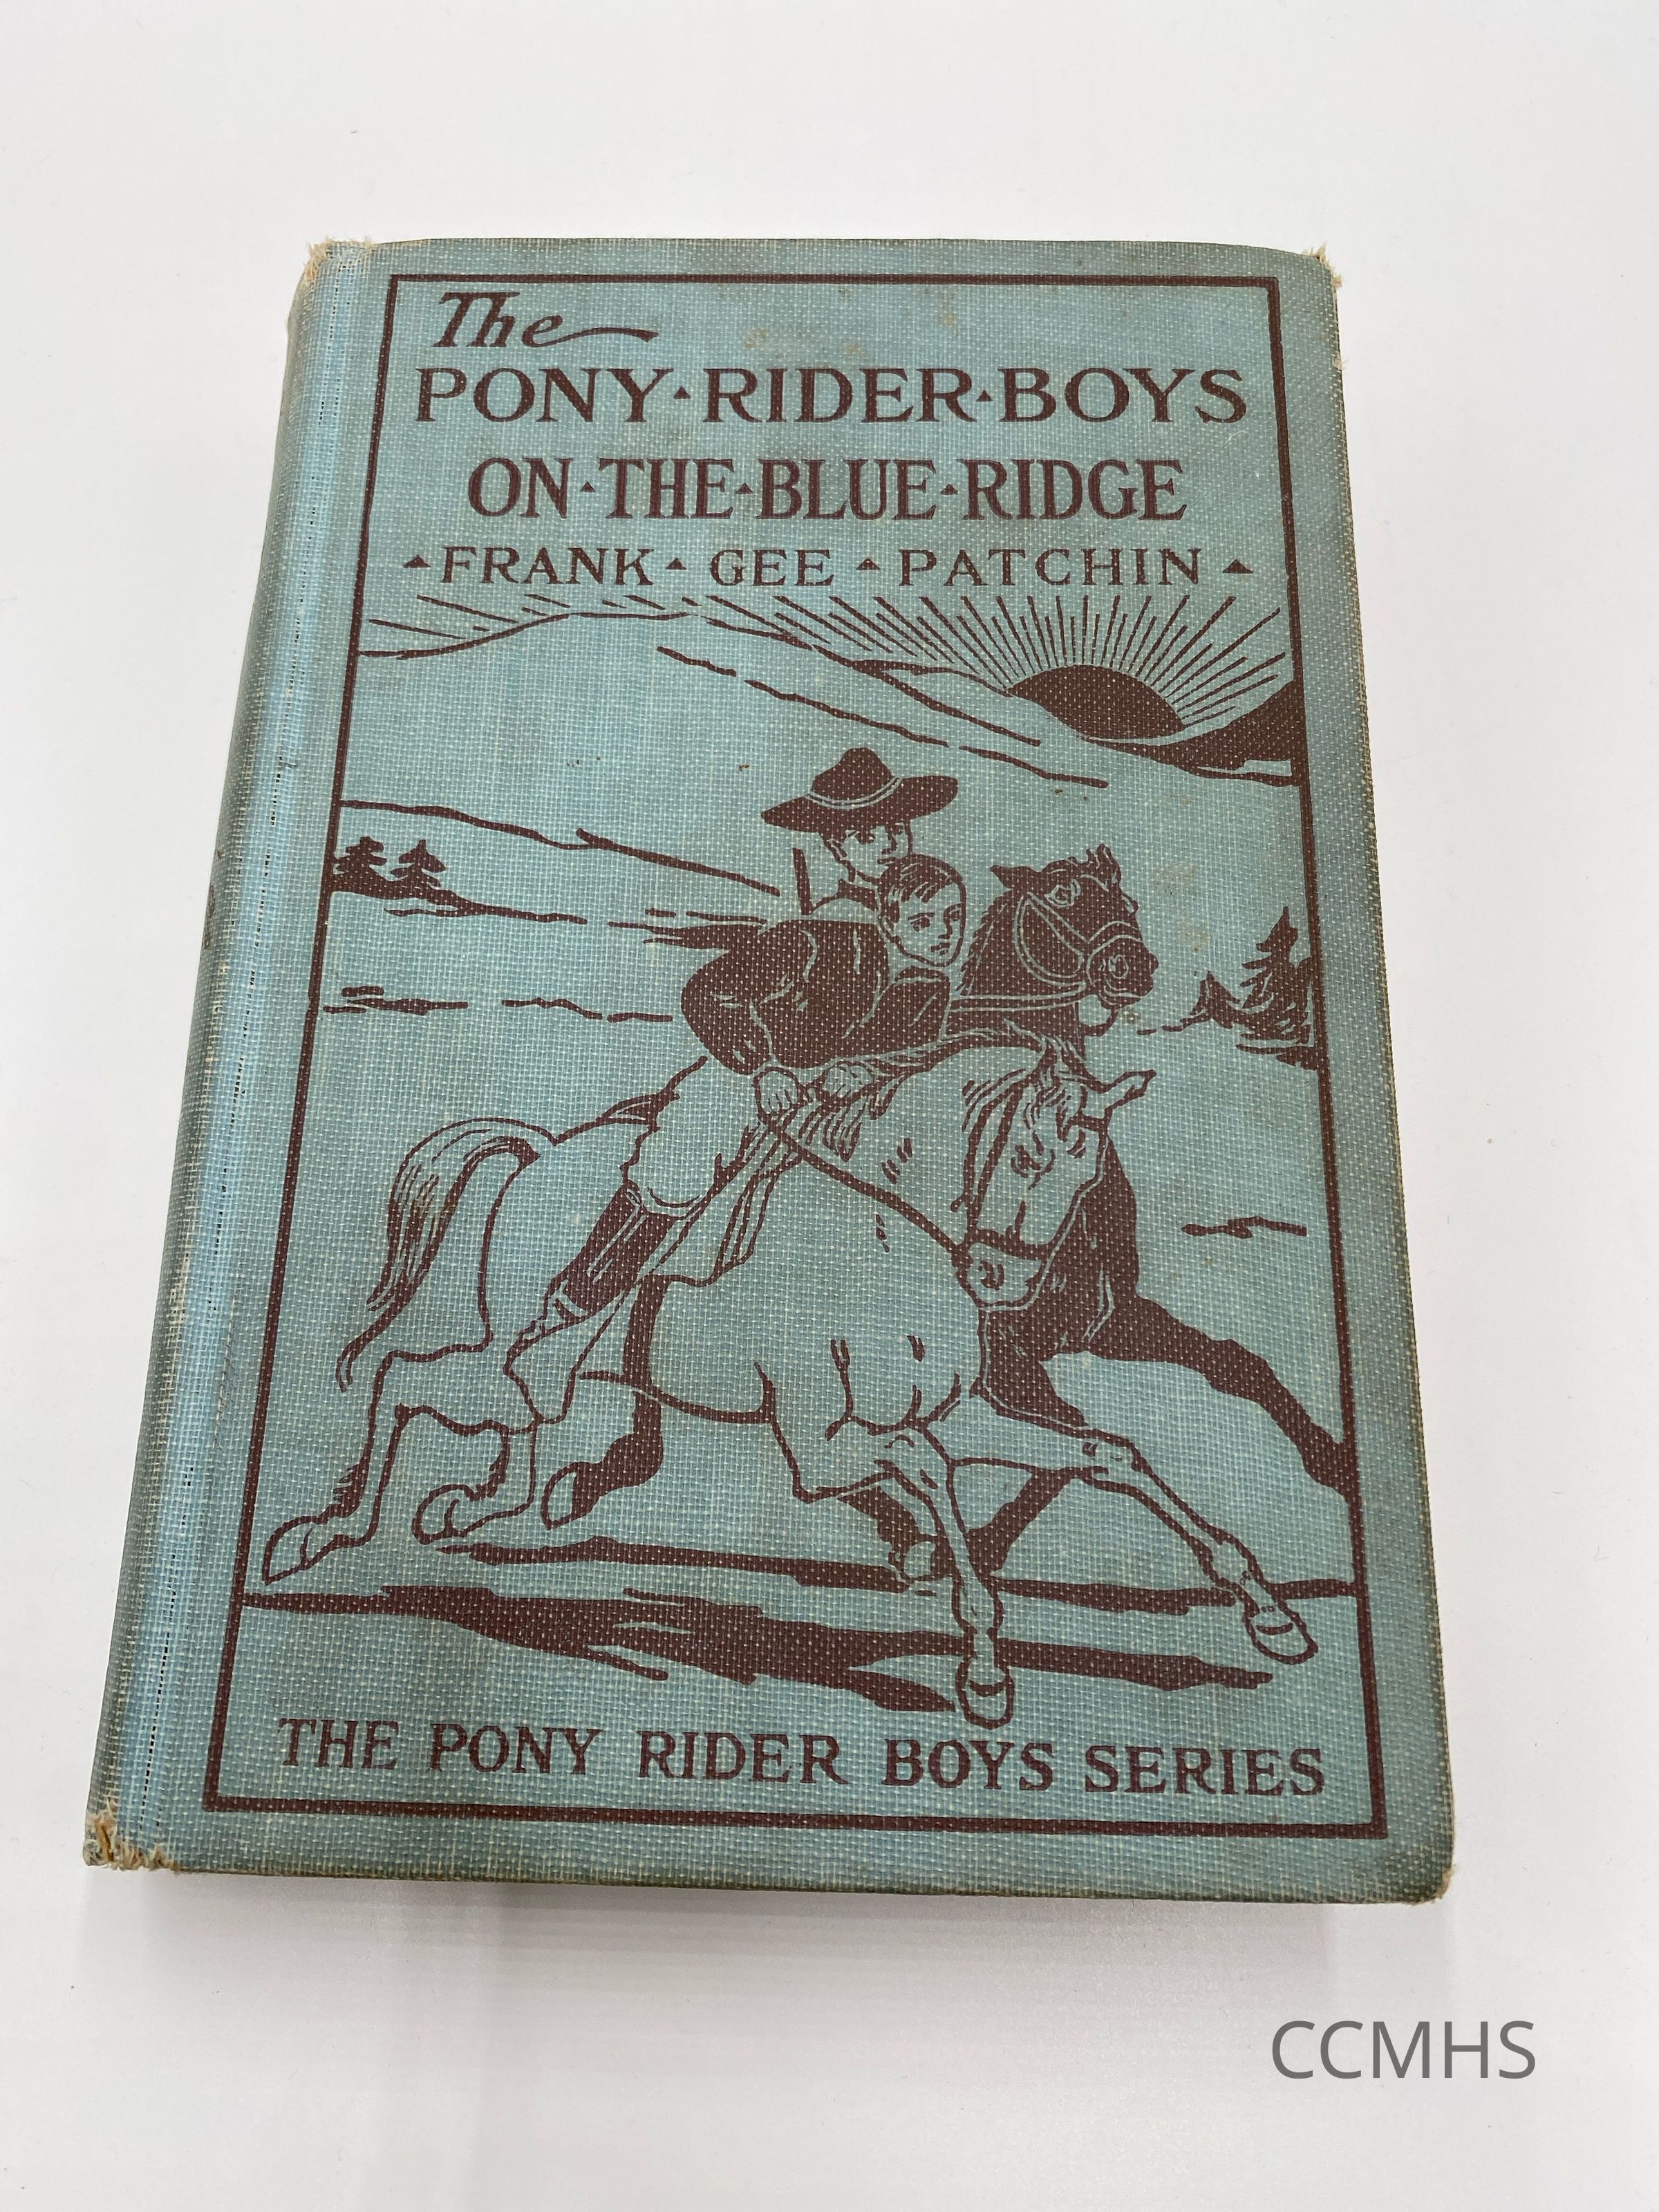 The
PONY▲RIDER▲BOYS
ON▲THE▲BLUE▲RIDGE
▲FRANK▲GEE▲PATCHIN▲
THE PONY RIDER BOYS SERIES
CCMHS